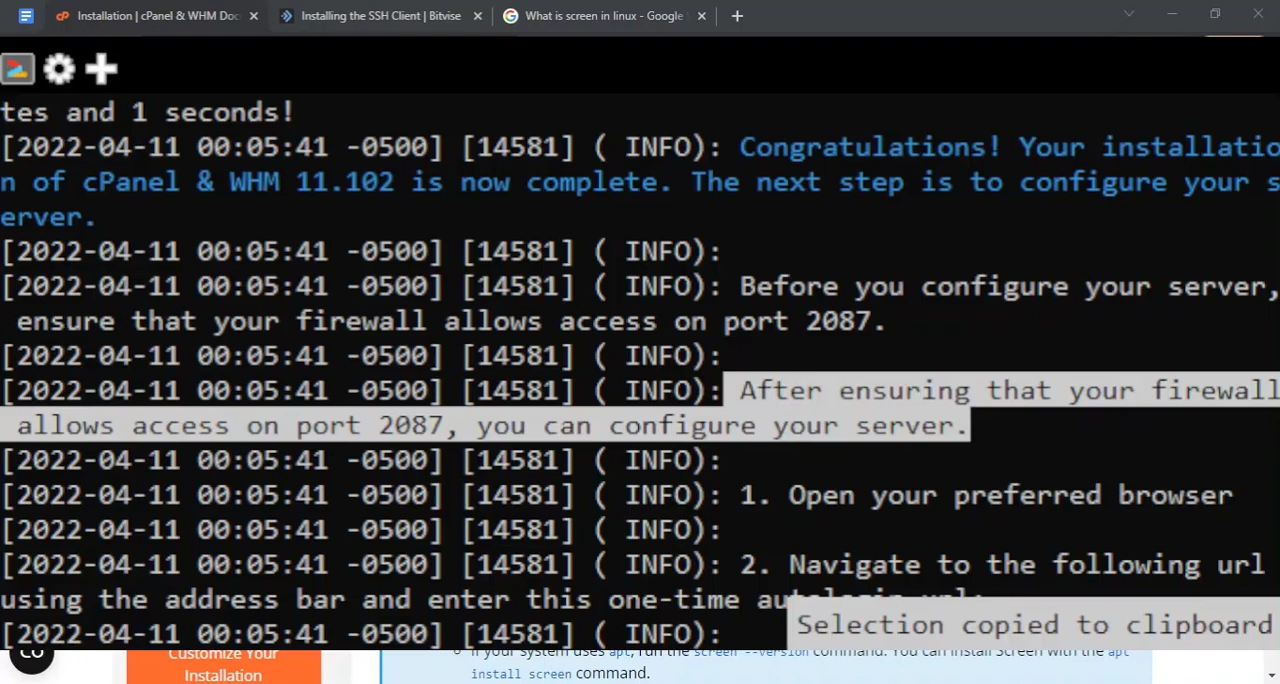 Installation | cPanel & WHM Doc
Installing the SSH Client | Bitvise
What is screen in linux - Google
tes and 1 seconds!
[2022-04-11 00:05:41 -0500] [14581] ( INFO): Congratulations! Your installatio
n of cPanel & WHM 11.102 is now complete. The next step is to configure your s
erver.
[2022-04-11 00:05:41 -0500] [14581] ( INFO):
[2022-04-11 00:05:41 -0500] [14581] ( INFO): Before you configure your server,
ensure that your firewall allows access on port 2087.
[2022-04-11 00:05:41 -0500] [14581] ( INFO):
[2022-04-11 00:05:41 -0500] [14581] ( INFO): After ensuring that your firewall
allows access on port 2087, you can configure your server.
[2022-04-11 00:05:41 -0500] [14581] ( INFO):
[2022-04-11 00:05:41 -0500] [14581] ( INFO): 1. Open your preferred browser
[2022-04-11 00:05:41 -0500] [14581] ( INFO):
[2022-04-11 00:05:41 -0500] [14581] ( INFO): 2. Navigate to the following url
using the address bar and enter this one-time autologin url:
[2022-04-11 00:05:41 -0500] [14581] ( INFO):
Selection copied to clipboard
CO
Customize Your
Installation
If your system uses apt, run the screen --version command. You can install Screen with the apt
install screen command.